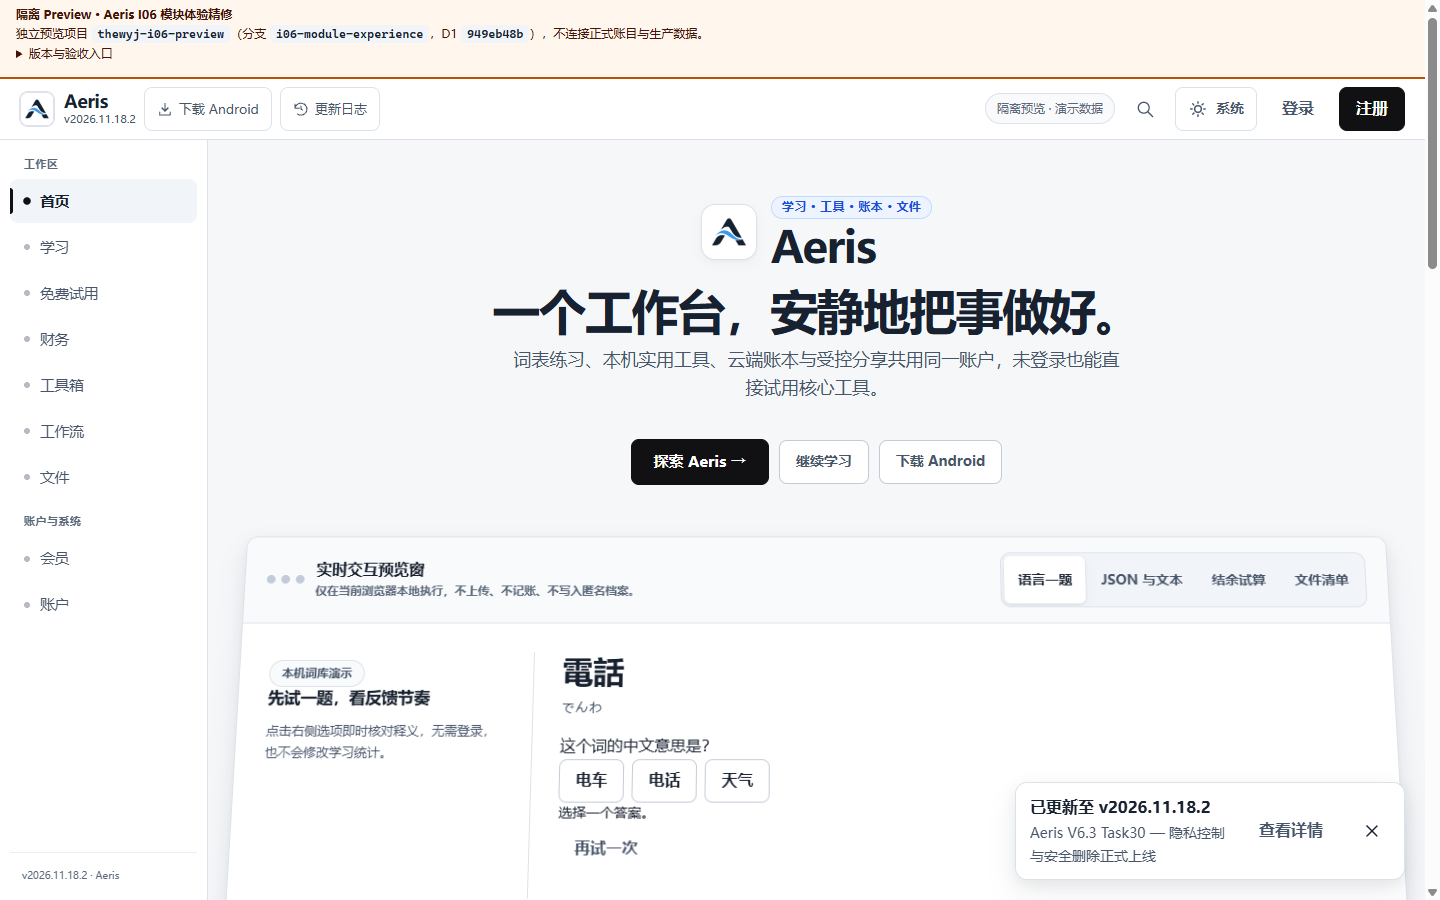 隔离 Preview • Aeris I06 模块体验精修
独立预览项目 thewyj-i06-preview （分支 i06-module-experience ，D1 949eb48b ），不连接正式账目与生产数据。
▶ 版本与验收入口
Aeris
v2026.11.18.2
下载 Android
更新日志
隔离预览 · 演示数据
系统
登录
注册
工作区
首页
学习
免费试用
财务
工具箱
工作流
文件
账户与系统
会员
账户
v2026.11.18.2 · Aeris
学习 • 工具 • 账本 • 文件
Aeris
一个工作台，安静地把事做好。
词表练习、本机实用工具、云端账本与受控分享共用同一账户，未登录也能直
接试用核心工具。
探索 Aeris →
继续学习
下载 Android
实时交互预览窗
仅在当前浏览器本地执行，不上传、不记账、不写入匿名档案。
语言一题
JSON 与文本
结余试算
文件清单
本机词库演示
先试一题，看反馈节奏
点击右侧选项即时核对释义，无需登录，
也不会修改学习统计。
電話
でんわ
这个词的中文意思是？
电车
电话
天气
选择一个答案。
再试一次
已更新至 v2026.11.18.2
Aeris V6.3 Task30 — 隐私控制
与安全删除正式上线
查看详情